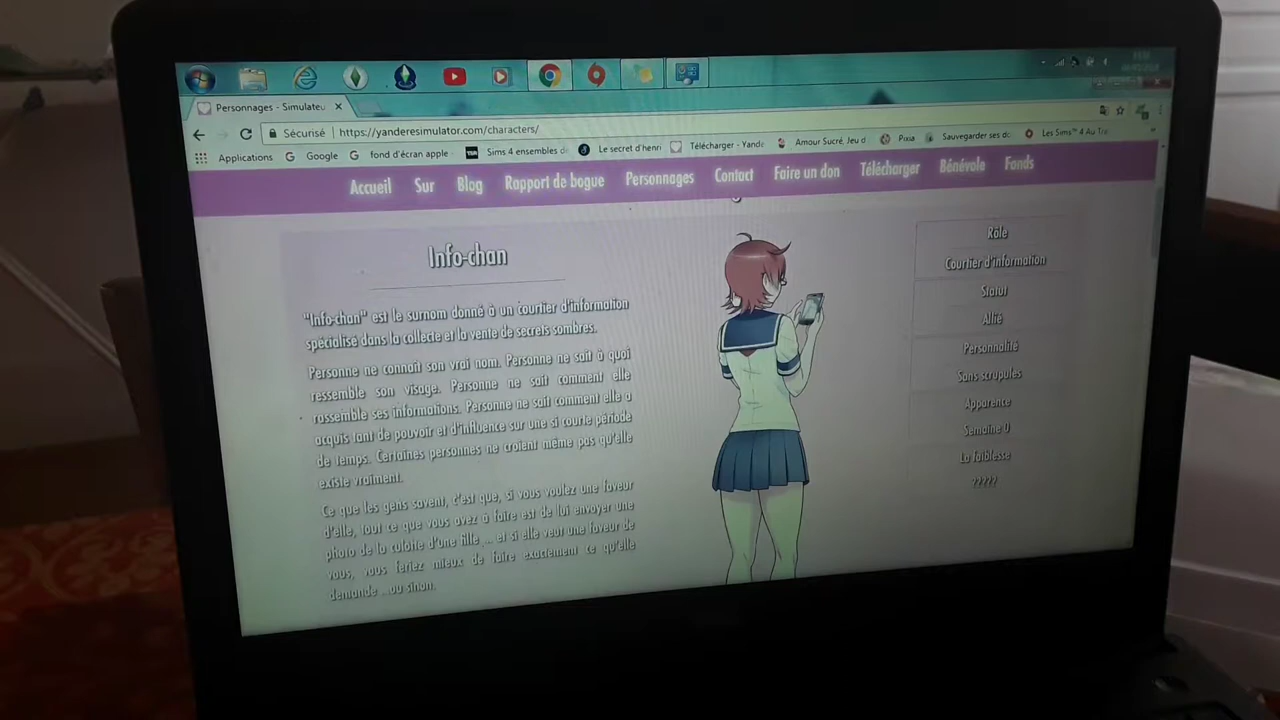 Personnages - Simulateu
Sécurisé https://yanderesimulator.com/characters/
Applications Google fond d'écran apple Sims 4 ensembles de Le secret d'henri Télécharger - Yande Amour Sucré, Jeu d Pixia Sauvegarder ses do Les Sims™ 4 Au Tra
Accueil Sur Blog Rapport de bogue Personnages Contact Faire un don Télécharger Bénévole Fonds
Info-chan
"Info-chan" est le surnom donné à un courtier d'information
spécialisé dans la collecte et la vente de secrets sombres.
Personne ne connaît son vrai nom. Personne ne sait à quoi
ressemble son visage. Personne ne sait comment elle
rassemble ses informations. Personne ne sait comment elle a
acquis tant de pouvoir et d'influence sur une si courte période
de temps. Certaines personnes ne croient même pas qu'elle
existe vraiment.
Ce que les gens savent, c'est que, si vous voulez une faveur
d'elle, tout ce que vous avez à faire est de lui envoyer une
photo de la culotte d'une fille ... et si elle veut une faveur de
vous, vous feriez mieux de faire exactement ce qu'elle
demande ...ou sinon.
Rôle
Courtier d'information
Statut
Allié
Personnalité
Sans scrupules
Apparence
Semaine 0
La faiblesse
?????